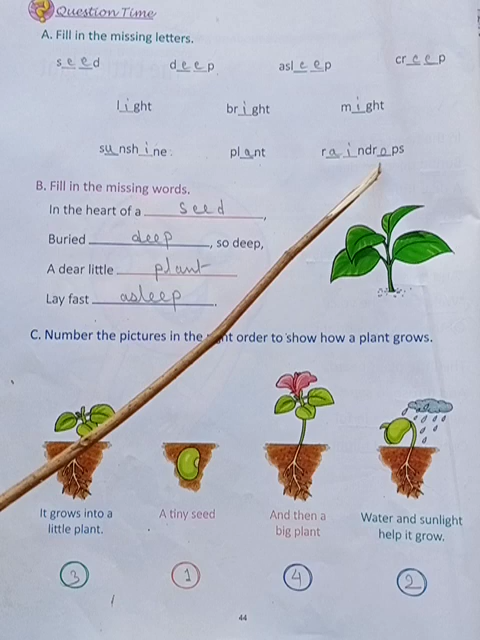 Question Time
A. Fill in the missing letters.
seed deep asleep creep
light bright might
sunshine plant raindrops
B. Fill in the missing words.
In the heart of a seed,
Buried deep, so deep,
A dear little plant
Lay fast asleep.
C. Number the pictures in the order to show how a plant grows.
It grows into a A tiny seed And then a Water and sunlight
little plant. big plant help it grow.
3 1 4 2
44